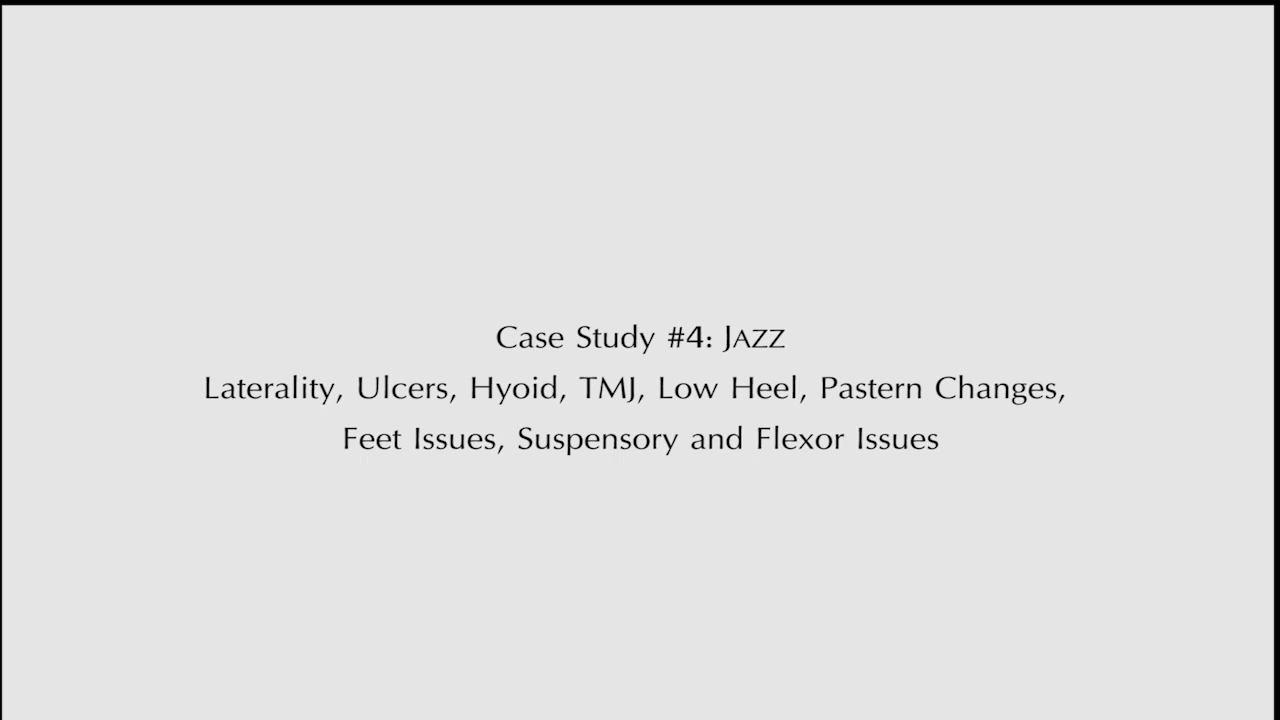 Case Study #4: JAZZ
Laterality, Ulcers, Hyoid, TMJ, Low Heel, Pastern Changes,
Feet Issues, Suspensory and Flexor Issues